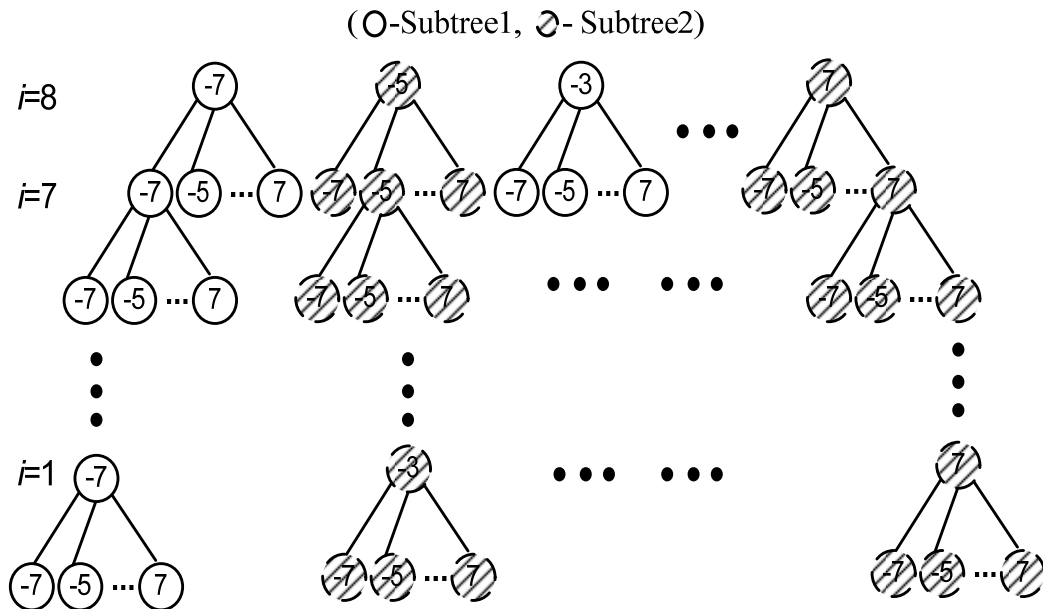 (O-Subtree1, - Subtree2)
i=8 -7 -5 -3 7
i=7 -7 -5 ... 7 -7 -5 ... 7 -7 -5 ... 7 -7 -5 ... 7
-7 -5 ... 7 -7 -5 ... 7 -7 -5 ... 7
i=1 -7 -3 7
-7 -5 ... 7 -7 -5 ... 7 -7 -5 ... 7